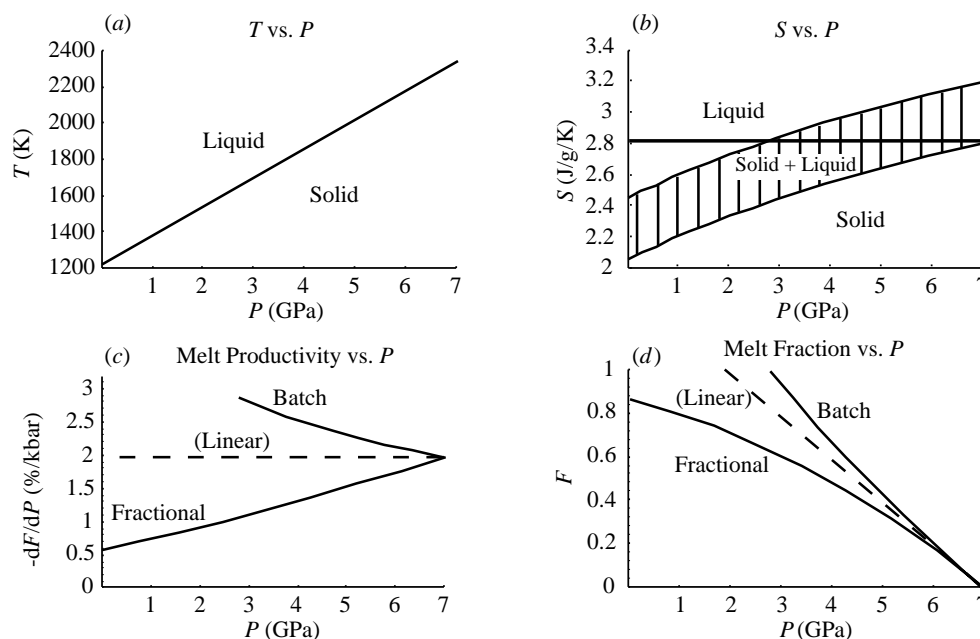 (a) T vs. P
2400
2200
2000
1800
1600
1400
1200
T (K)
Liquid
Solid
1 2 3 4 5 6 7
P (GPa)
(b) S vs. P
3.4
3.2
3
2.8
2.6
2.4
2.2
2
S (J/g/K)
Liquid
Solid + Liquid
Solid
1 2 3 4 5 6 7
P (GPa)
(c) Melt Productivity vs. P
3
2.5
2
1.5
1
0.5
0
-dF/dP (%/kbar)
Batch
(Linear)
Fractional
1 2 3 4 5 6 7
P (GPa)
(d) Melt Fraction vs. P
1
0.8
0.6
0.4
0.2
0
F
(Linear)
Batch
Fractional
1 2 3 4 5 6 7
P (GPa)